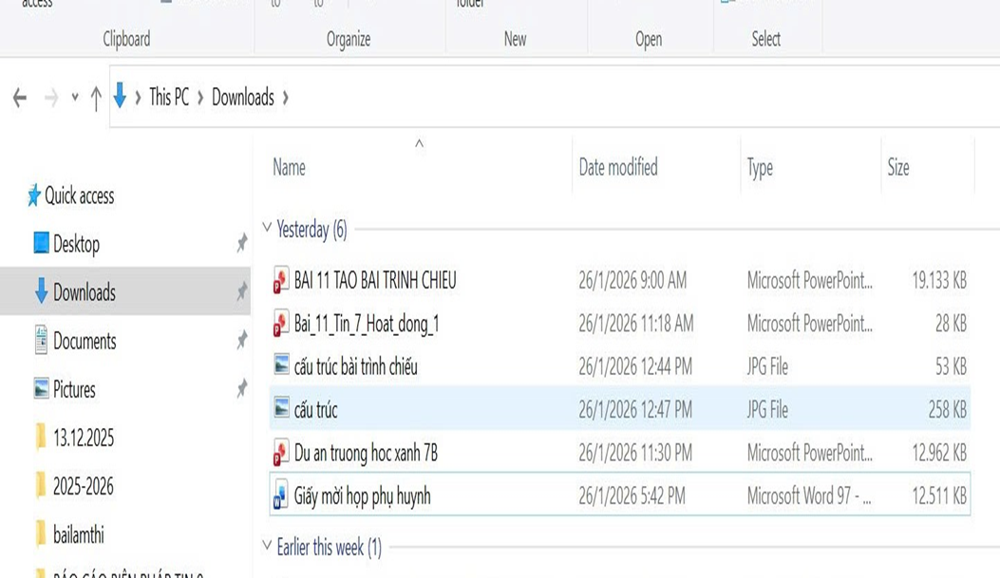 access
folder
Clipboard Organize New Open Select
This PC Downloads
Name Date modified Type Size
Quick access
Yesterday (6)
Desktop
BAI 11 TAO BAI TRINH CHIEU 26/1/2026 9:00 AM Microsoft PowerPoint... 19.133 KB
Downloads
Bai_11_Tin_7_Hoat_dong_1 26/1/2026 11:18 AM Microsoft PowerPoint... 28 KB
Documents
cấu trúc bài trình chiếu 26/1/2026 12:44 PM JPG File 53 KB
Pictures
cấu trúc 26/1/2026 12:47 PM JPG File 258 KB
13.12.2025
Du an truong hoc xanh 7B 26/1/2026 11:30 PM Microsoft PowerPoint... 12.962 KB
2025-2026
Giấy mời họp phụ huynh 26/1/2026 5:42 PM Microsoft Word 97 - ... 12.511 KB
bailamthi
Earlier this week (1)